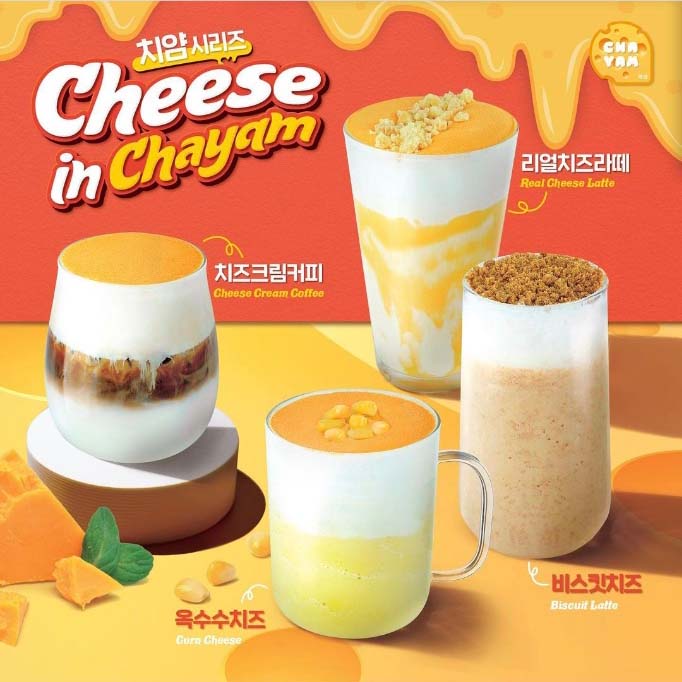 치얌 시리즈
Cheese
in Chayam
CHA
YAM
리얼치즈라떼
Real Cheese Latte
치즈크림커피
Cheese Cream Coffee
비스킷치즈
Biscuit Latte
옥수수치즈
Corn Cheese